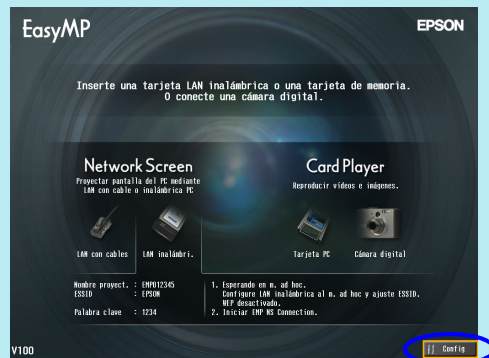 EasyMP
EPSON
Inserte una tarjeta LAN inalámbrica o una tarjeta de memoria.
O conecte una cámara digital.
Network Screen
Proyectar pantalla del PC mediante
LAN con cable o inalámbrica PC
LAN con cables
LAN inalámbri.
Card Player
Reproducir vídeos e imágenes.
Tarjeta PC
Cámara digital
Nombre proyect. : EMP012345
ESSID : EPSON
Palabra clave : 1234
1. Esperando en m. ad hoc.
Configure LAN inalámbrica al m. ad hoc y ajuste ESSID.
WEP desactivado.
2. Iniciar EMP NS Connection.
V100
Config